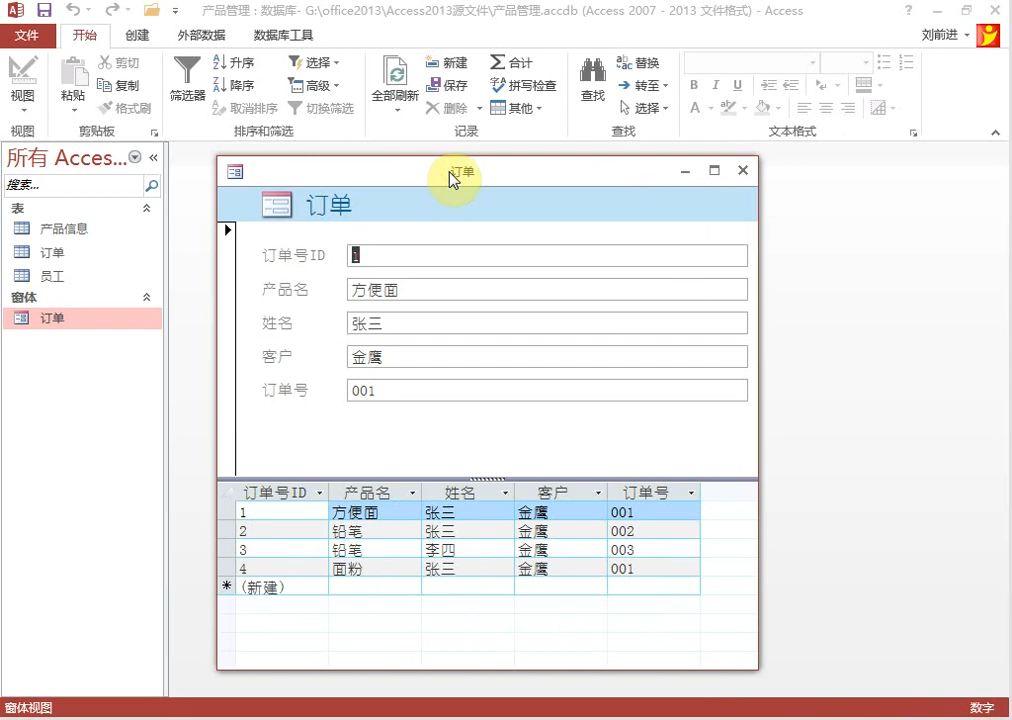 产品管理 : 数据库- G:\office2013\Access2013源文件\产品管理.accdb (Access 2007 - 2013 文件格式) - Access
文件 开始 创建 外部数据 数据库工具 刘前进
视图 粘贴 剪切 复制 格式刷
筛选器 升序 降序 取消排序 选择 高级 切换筛选
全部刷新 新建 保存 删除 合计 拼写检查 其他
查找 替换 转至 选择
B I U
A
视图 剪贴板 排序和筛选 记录 查找 文本格式
所有 Access...
搜索...
表
产品信息
订单
员工
窗体
订单
订单
订单
订单号ID 1
产品名 方便面
姓名 张三
客户 金鹰
订单号 001
订单号ID 产品名 姓名 客户 订单号
1 方便面 张三 金鹰 001
2 铅笔 张三 金鹰 002
3 铅笔 李四 金鹰 003
4 面粉 张三 金鹰 001
* (新建)
窗体视图 数字